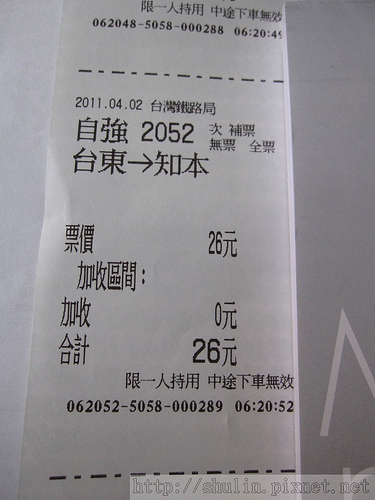 限一人持用 中途下車無效
062048-5058-000288 06:20:49
2011.04.02 台灣鐵路局
自強 2052 次 補票
無票 全票
台東→知本
票價 26元
加收區間：
加收 0元
合計 26元
限一人持用 中途下車無效
062052-5058-000289 06:20:52
http://shulin.pixnet.net